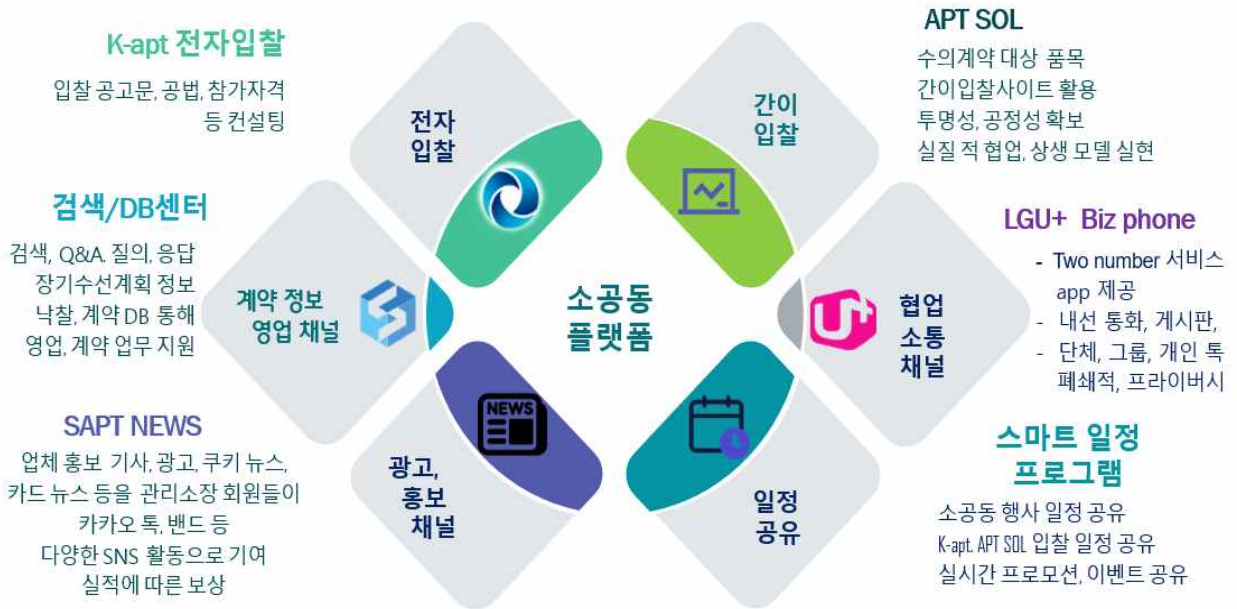 K-apt 전자입찰
입찰 공고문, 공법, 참가자격
등 컨설팅
전자
입찰
간이
입찰
APT SOL
수의계약 대상 품목
간이입찰사이트 활용
투명성, 공정성 확보
실질 적 협업, 상생 모델 실현
검색/DB센터
검색, Q&A. 질의, 응답
장기수선계획 정보
낙찰, 계약 DB 통해
영업, 계약 업무 지원
계약 정보
영업 채널
소공동
플랫폼
U+
협업
소통
채널
LGU+ Biz phone
- Two number 서비스
app 제공
- 내선 통화, 게시판,
- 단체, 그룹, 개인 톡
폐쇄적, 프라이버시
SAPT NEWS
업체 홍보 기사, 광고, 쿠키 뉴스,
카드 뉴스 등을 관리소장 회원들이
카카오 톡, 밴드 등
다양한 SNS 활동으로 기여
실적에 따른 보상
NEWS
광고,
홍보
채널
일정
공유
스마트 일정
프로그램
소공동 행사 일정 공유
K-apt. APT SOL 입찰 일정 공유
실시간 프로모션, 이벤트 공유